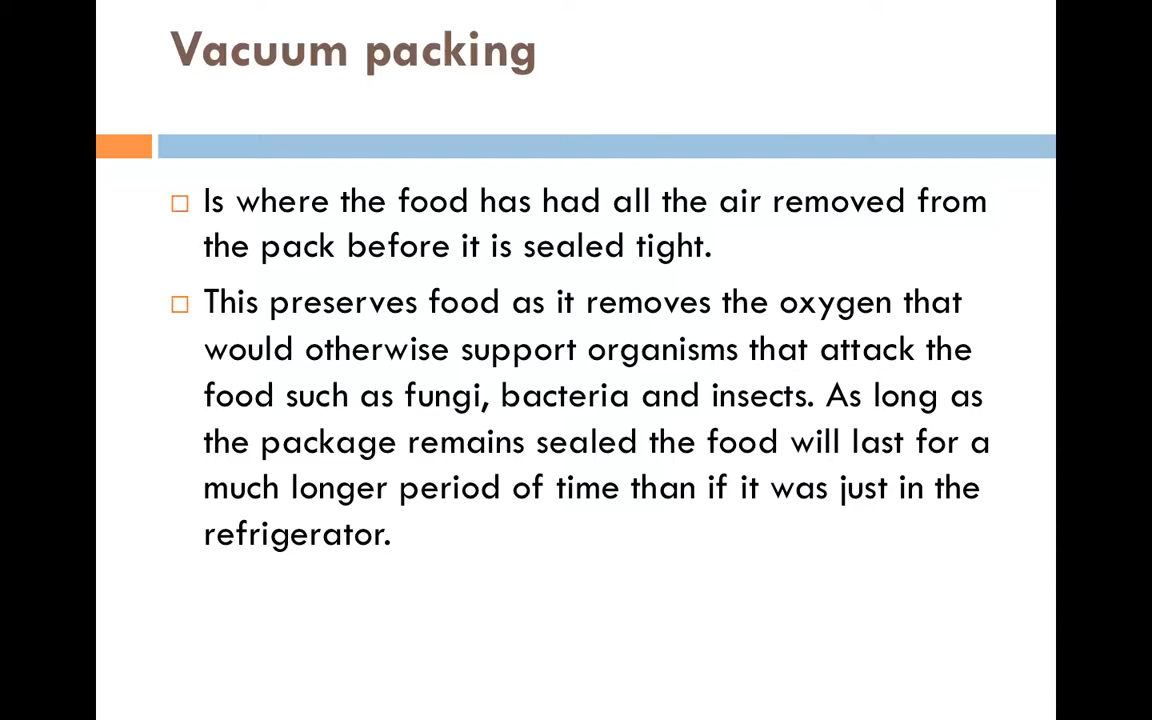 Vacuum packing
Is where the food has had all the air removed from
the pack before it is sealed tight.
This preserves food as it removes the oxygen that
would otherwise support organisms that attack the
food such as fungi, bacteria and insects. As long as
the package remains sealed the food will last for a
much longer period of time than if it was just in the
refrigerator.